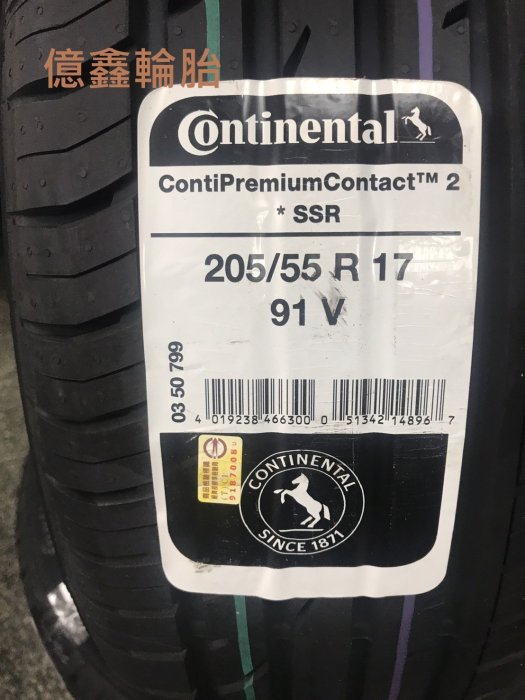 億鑫輪胎
Continental
ContiPremiumContact™ 2
* SSR
205/55 R 17
91 V
03 50 799
4 019238 466300 0 51342 14896 7
9187008
CONTINENTAL
SINCE 1871